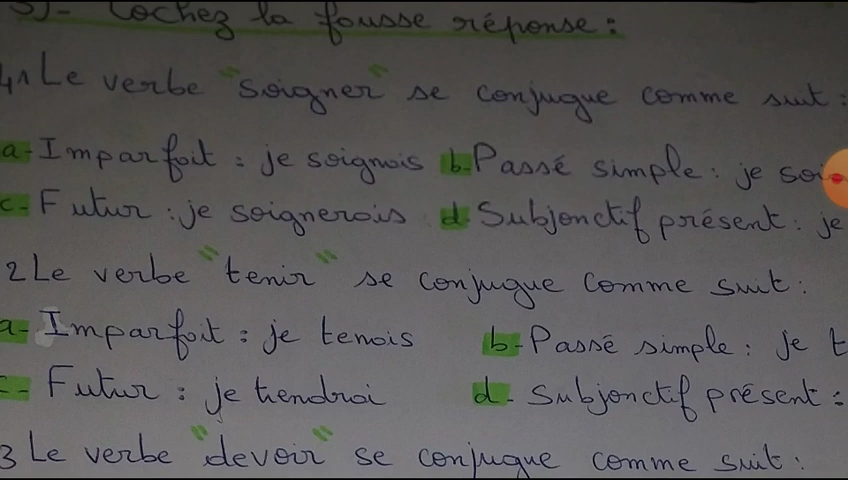 Cochez la fausse réponse :
1 Le verbe "soigner" se conjugue comme suit :
a- Imparfait : je soignais b- Passé simple : je
c- Futur : je soignerais d- Subjonctif présent : je
2 Le verbe "tenir" se conjugue comme suit :
a- Imparfait : je tenais b- Passé simple : je
c- Futur : je tiendrai d- Subjonctif présent :
3 Le verbe "devoir" se conjugue comme suit :